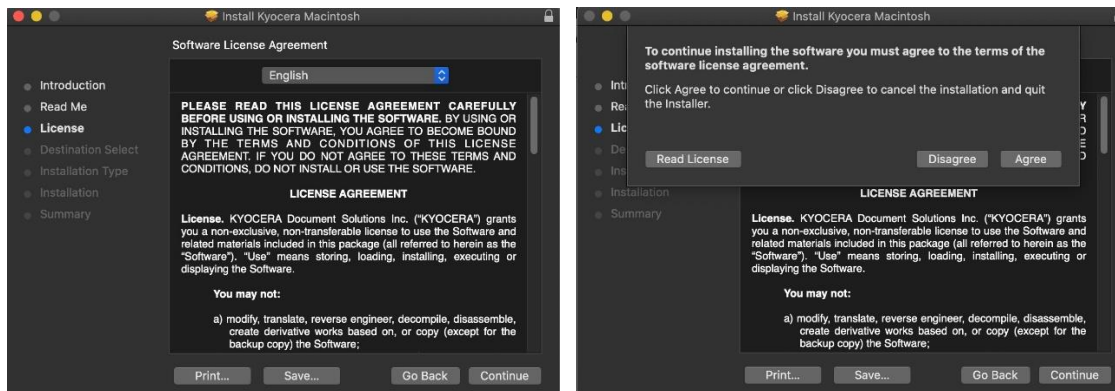 Install Kyocera Macintosh
Software License Agreement
Introduction
Read Me
License
Destination Select
Installation Type
Installation
Summary
English
PLEASE READ THIS LICENSE AGREEMENT CAREFULLY
BEFORE USING OR INSTALLING THE SOFTWARE. BY USING OR
INSTALLING THE SOFTWARE, YOU AGREE TO BECOME BOUND
BY THE TERMS AND CONDITIONS OF THIS LICENSE
AGREEMENT. IF YOU DO NOT AGREE TO THESE TERMS AND
CONDITIONS, DO NOT INSTALL OR USE THE SOFTWARE.
LICENSE AGREEMENT
License. KYOCERA Document Solutions Inc. ("KYOCERA") grants
you a non-exclusive, non-transferable license to use the Software and
related materials included in this package (all referred to herein as the
"Software"). "Use" means storing, loading, installing, executing or
displaying the Software.
You may not:
a) modify, translate, reverse engineer, decompile, disassemble,
create derivative works based on, or copy (except for the
backup copy) the Software;
Print... Save... Go Back Continue
Install Kyocera Macintosh
To continue installing the software you must agree to the terms of the
software license agreement.
Click Agree to continue or click Disagree to cancel the installation and quit
the Installer.
Read License Disagree Agree
Installation
Summary
LICENSE AGREEMENT
License. KYOCERA Document Solutions Inc. ("KYOCERA") grants
you a non-exclusive, non-transferable license to use the Software and
related materials included in this package (all referred to herein as the
"Software"). "Use" means storing, loading, installing, executing or
displaying the Software.
You may not:
a) modify, translate, reverse engineer, decompile, disassemble,
create derivative works based on, or copy (except for the
backup copy) the Software;
Print... Save... Go Back Continue